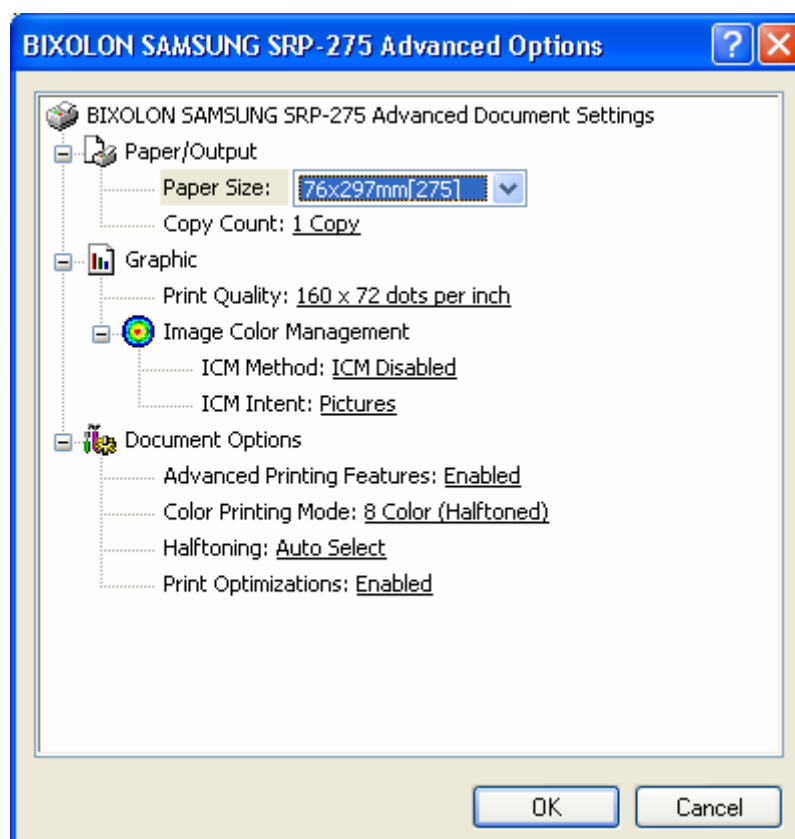 BIXOLON SAMSUNG SRP-275 Advanced Options
BIXOLON SAMSUNG SRP-275 Advanced Document Settings
Paper/Output
Paper Size: 76x297mm[275]
Copy Count: 1 Copy
Graphic
Print Quality: 160 x 72 dots per inch
Image Color Management
ICM Method: ICM Disabled
ICM Intent: Pictures
Document Options
Advanced Printing Features: Enabled
Color Printing Mode: 8 Color (Halftoned)
Halftoning: Auto Select
Print Optimizations: Enabled
OK Cancel